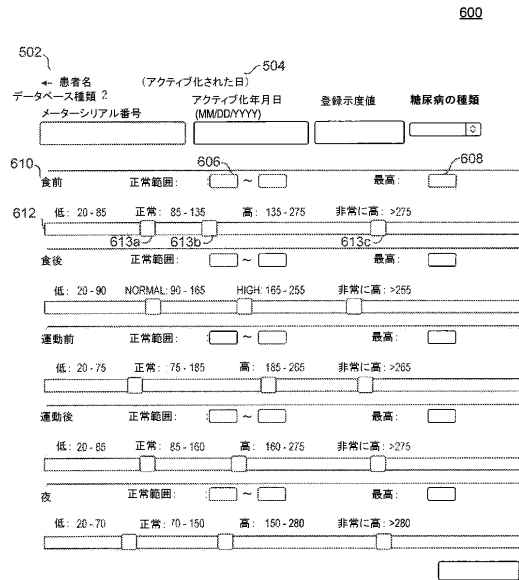 600
502
504
← 患者名 (アクティブ化された日)
データベース種類 2
メーターシリアル番号 アクティブ化年月日 (MM/DD/YYYY) 登録示度値 糖尿病の種類
610 606 608
食前 正常範囲: ~ 最高:
612 低: 20-85 正常: 85-135 高: 135-275 非常に高: >275
613a 613b 613c
食後 正常範囲: ~ 最高:
低: 20-90 NORMAL: 90-165 HIGH: 165-255 非常に高: >255
運動前 正常範囲: ~ 最高:
低: 20-75 正常: 75-185 高: 185-265 非常に高: >265
運動後 正常範囲: ~ 最高:
低: 20-85 正常: 85-160 高: 160-275 非常に高: >275
夜 正常範囲: ~ 最高:
低: 20-70 正常: 70-150 高: 150-280 非常に高: >280